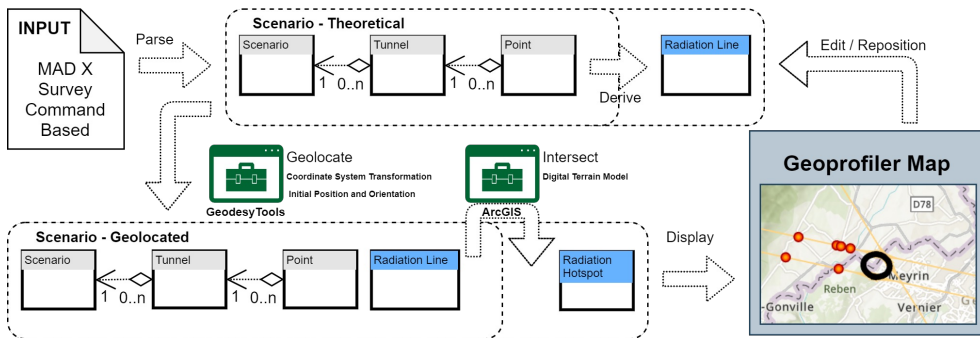 INPUT
MAD X
Survey
Command
Based
Parse
Scenario - Theoretical
Scenario
Tunnel
Point
1 0..n
1 0..n
Derive
Radiation Line
Edit / Reposition
Geolocate
Coordinate System Transformation
Initial Position and Orientation
GeodesyTools
Intersect
Digital Terrain Model
ArcGIS
Scenario - Geolocated
Scenario
Tunnel
Point
Radiation Line
1 0..n
1 0..n
Radiation
Hotspot
Display
Geoprofiler Map
D78
Meyrin
Reben
-Gonville
Vernier